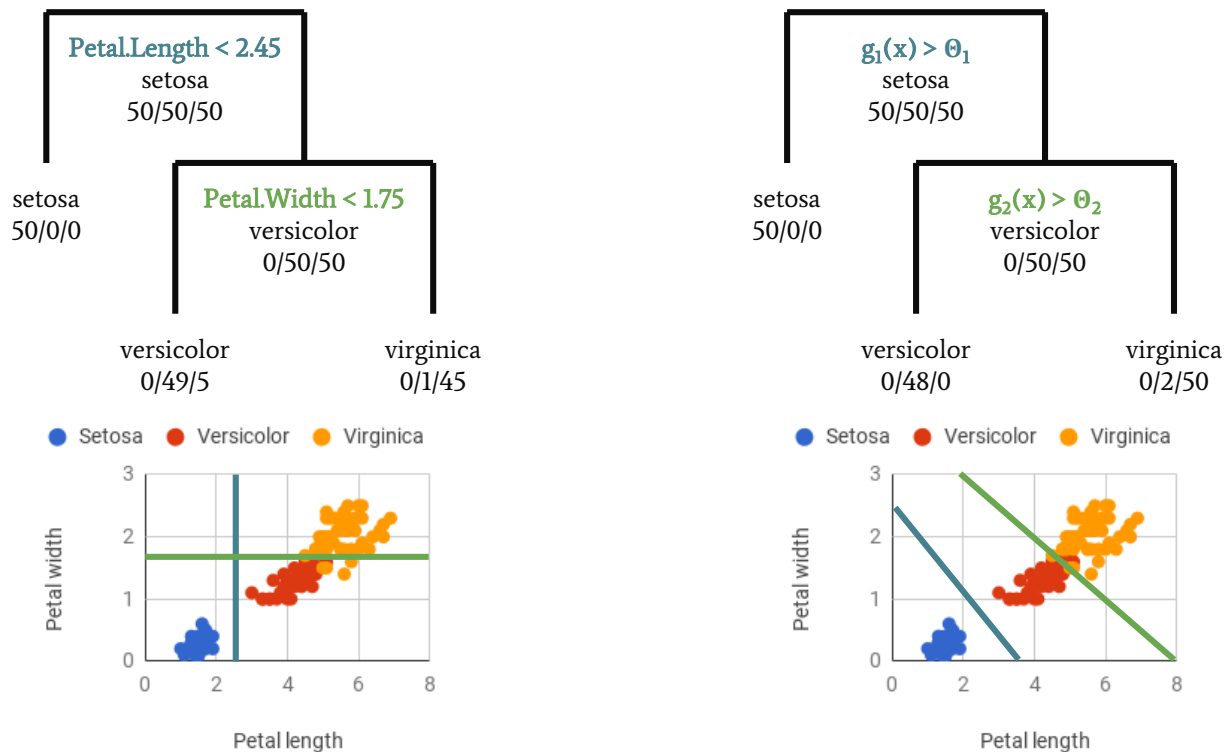 Petal.Length < 2.45
setosa
50/50/50
setosa
50/0/0
Petal.Width < 1.75
versicolor
0/50/50
versicolor
0/49/5
virginica
0/1/45
Setosa
Versicolor
Virginica
3
2
1
0
Petal width
0
2
4
6
8
Petal length
g₁(x) > Θ₁
setosa
50/50/50
setosa
50/0/0
g₂(x) > Θ₂
versicolor
0/50/50
versicolor
0/48/0
virginica
0/2/50
Setosa
Versicolor
Virginica
3
2
1
0
Petal width
0
2
4
6
8
Petal length